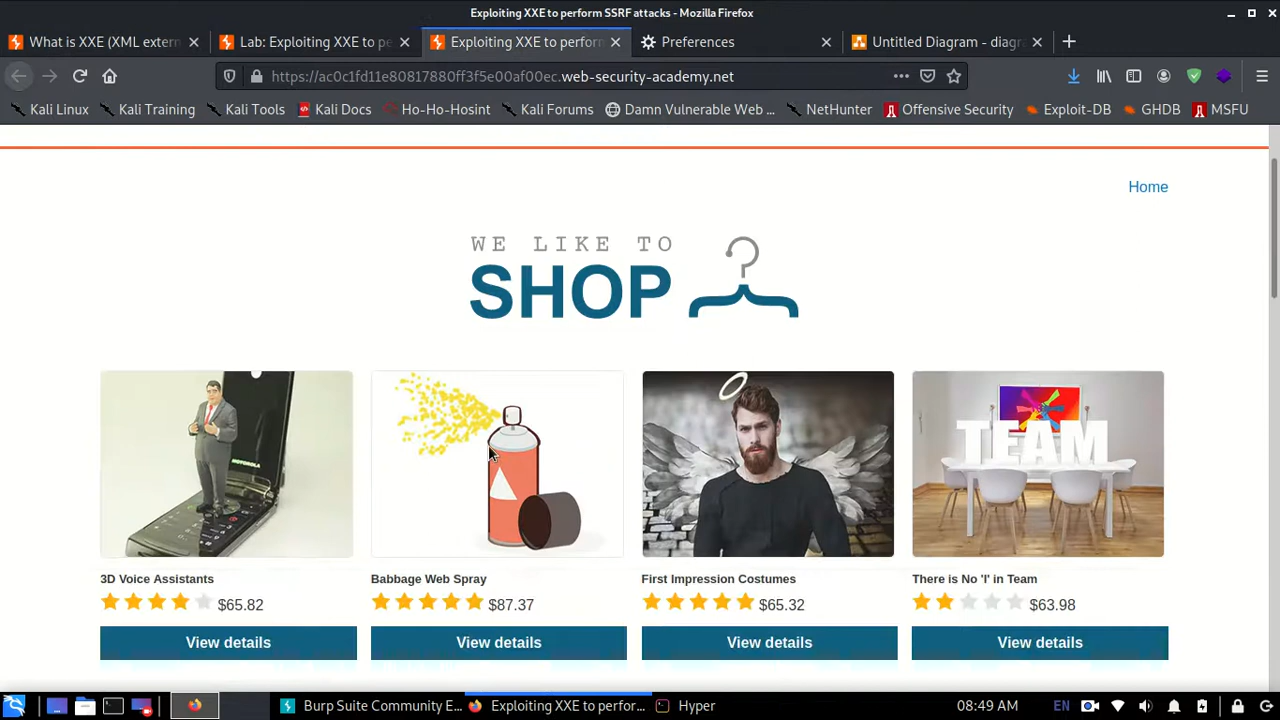 Exploiting XXE to perform SSRF attacks - Mozilla Firefox
What is XXE (XML extern
Lab: Exploiting XXE to pe
Exploiting XXE to perform
Preferences
Untitled Diagram - diagra
https://ac0c1fd11e80817880ff3f5e00af00ec.web-security-academy.net
Kali Linux
Kali Training
Kali Tools
Kali Docs
Ho-Ho-Hosint
Kali Forums
Damn Vulnerable Web ...
NetHunter
Offensive Security
Exploit-DB
GHDB
MSFU
Home
WE LIKE TO
SHOP
MOTOROLA
TEAM
3D Voice Assistants
Babbage Web Spray
First Impression Costumes
There is No 'I' in Team
$65.82
$87.37
$65.32
$63.98
View details
View details
View details
View details
Burp Suite Community E...
Exploiting XXE to perfor...
Hyper
08:49 AM
EN